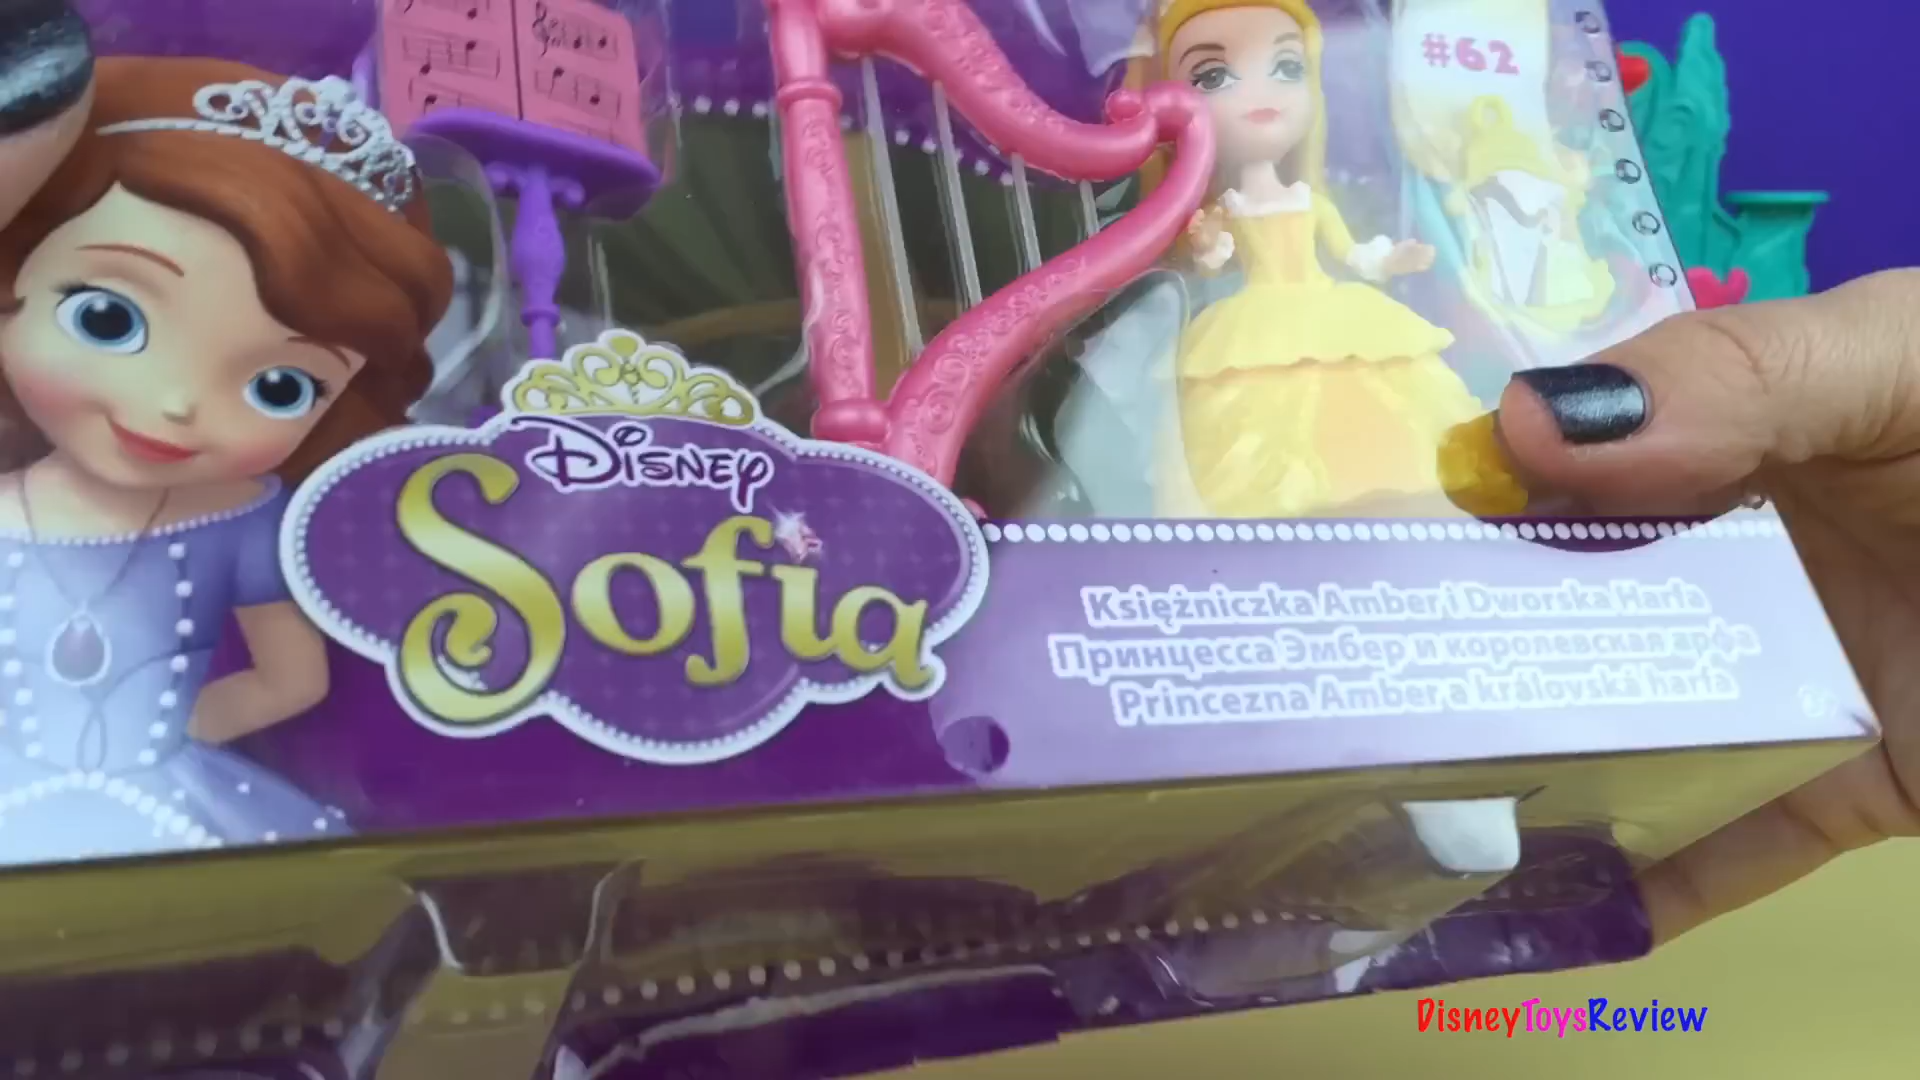 #62
Disney
Sofia
Księżniczka Amber i Dworska Harfa
Принцесса Эмбер и королевская арфа
Princezna Amber a královská harfa
DisneyToysReview